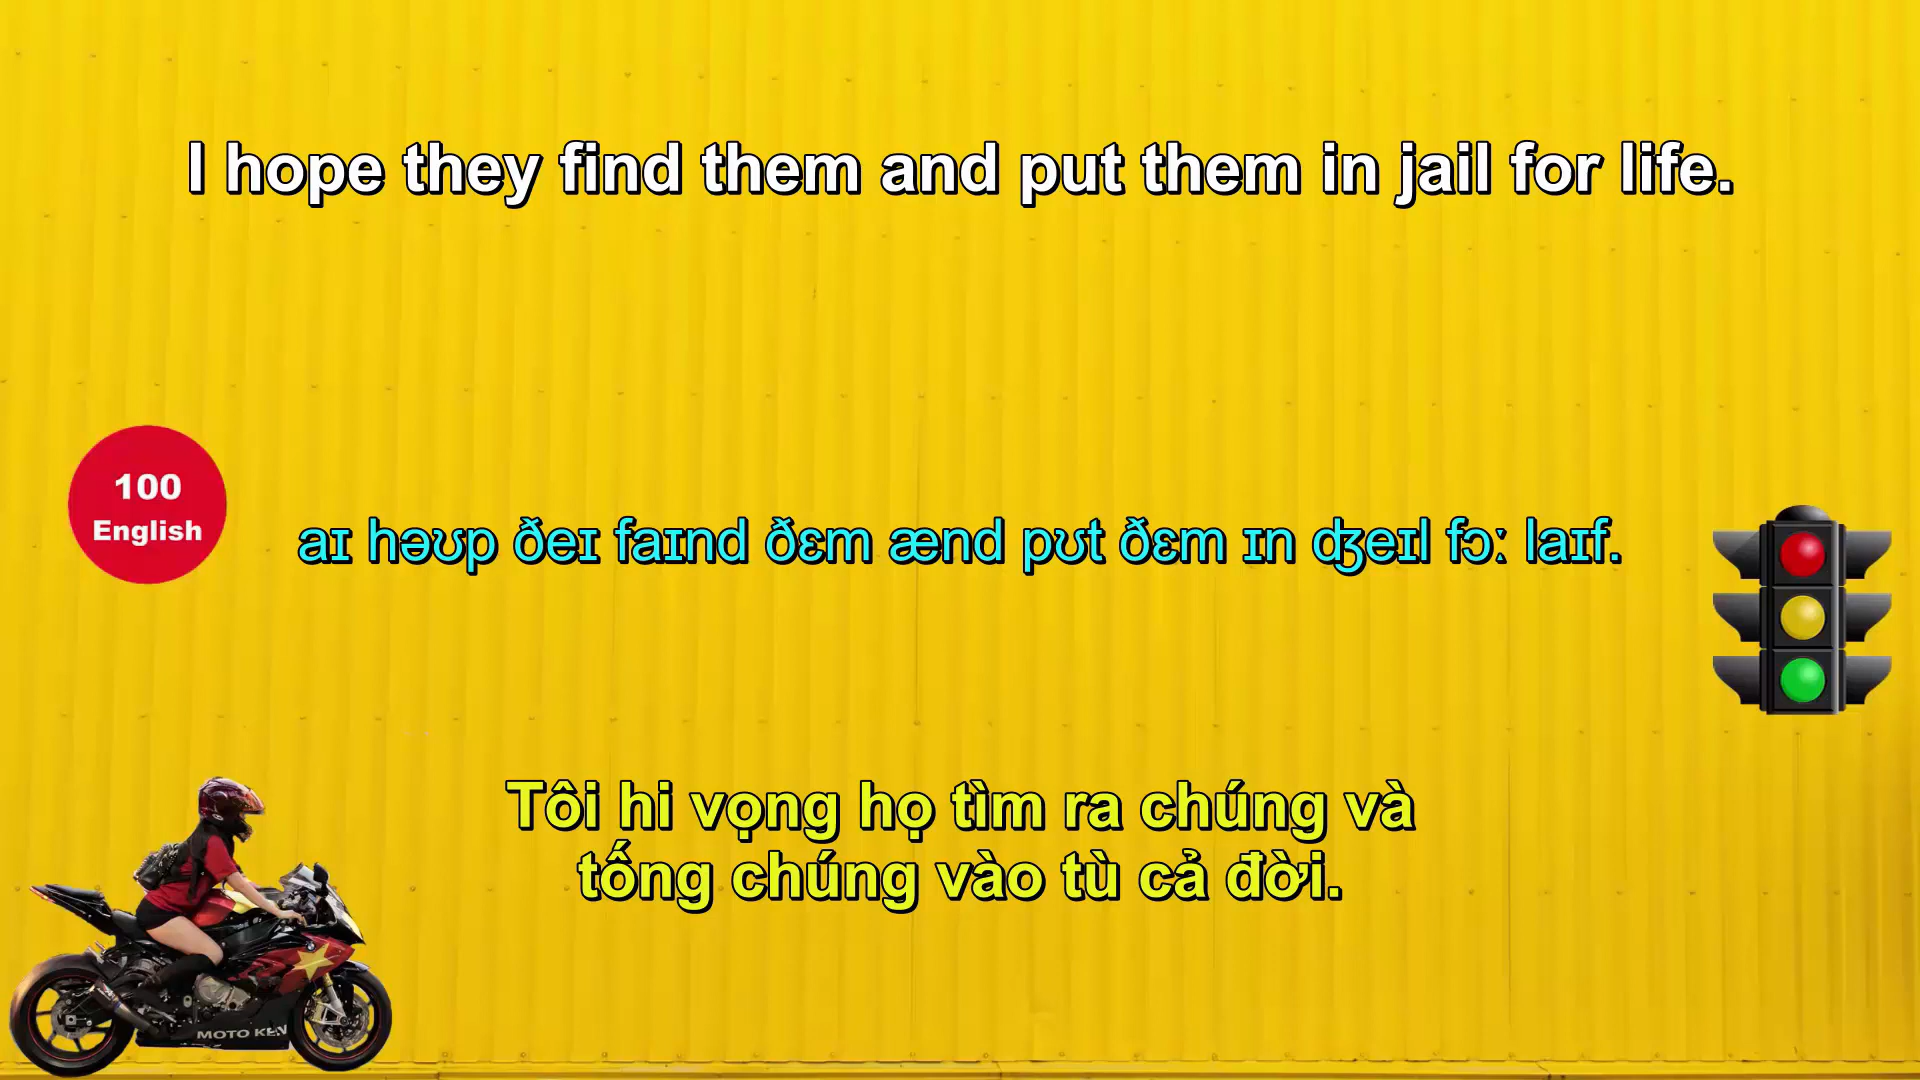 I hope they find them and put them in jail for life.
100
English
aɪ həʊp ðeɪ faɪnd ðɛm ænd pʊt ðɛm ɪn ʤeɪl fɔː laɪf.
Tôi hi vọng họ tìm ra chúng và
tống chúng vào tù cả đời.
MOTO KEN